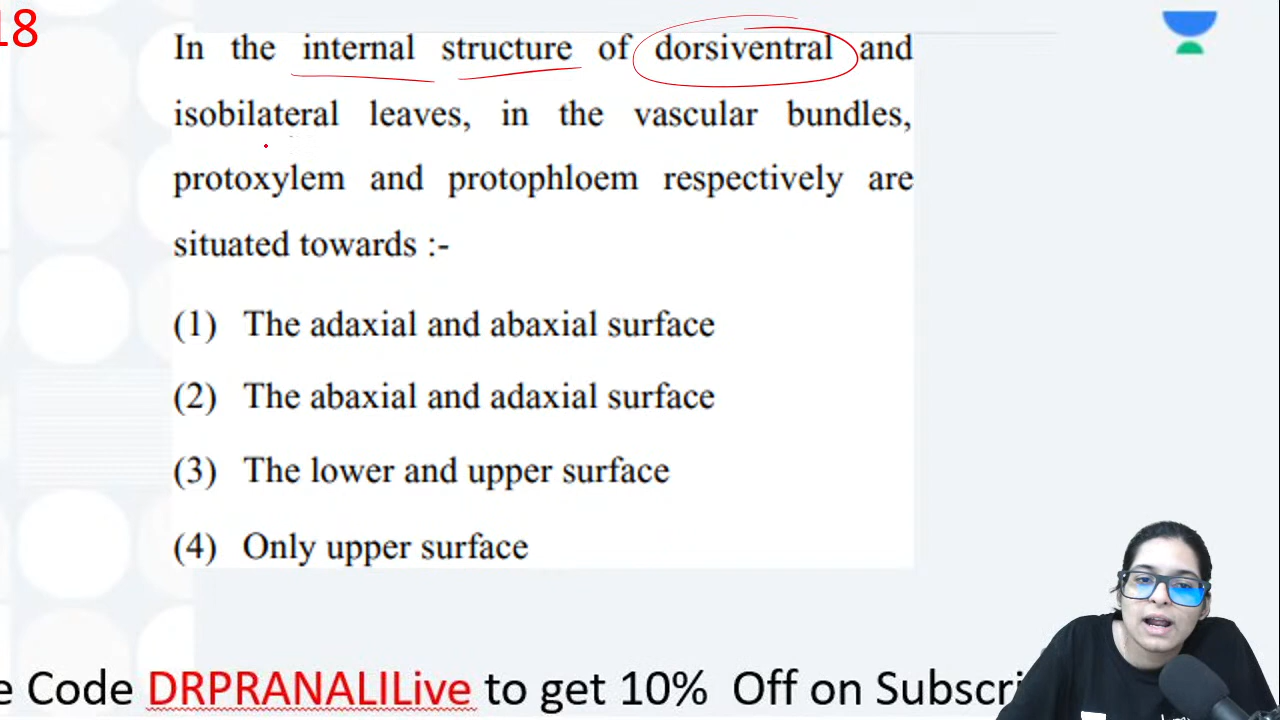 18
In the internal structure of dorsiventral and
isobilateral leaves, in the vascular bundles,
protoxylem and protophloem respectively are
situated towards :-
(1) The adaxial and abaxial surface
(2) The abaxial and adaxial surface
(3) The lower and upper surface
(4) Only upper surface
e Code DRPRANALILive to get 10% Off on Subscri